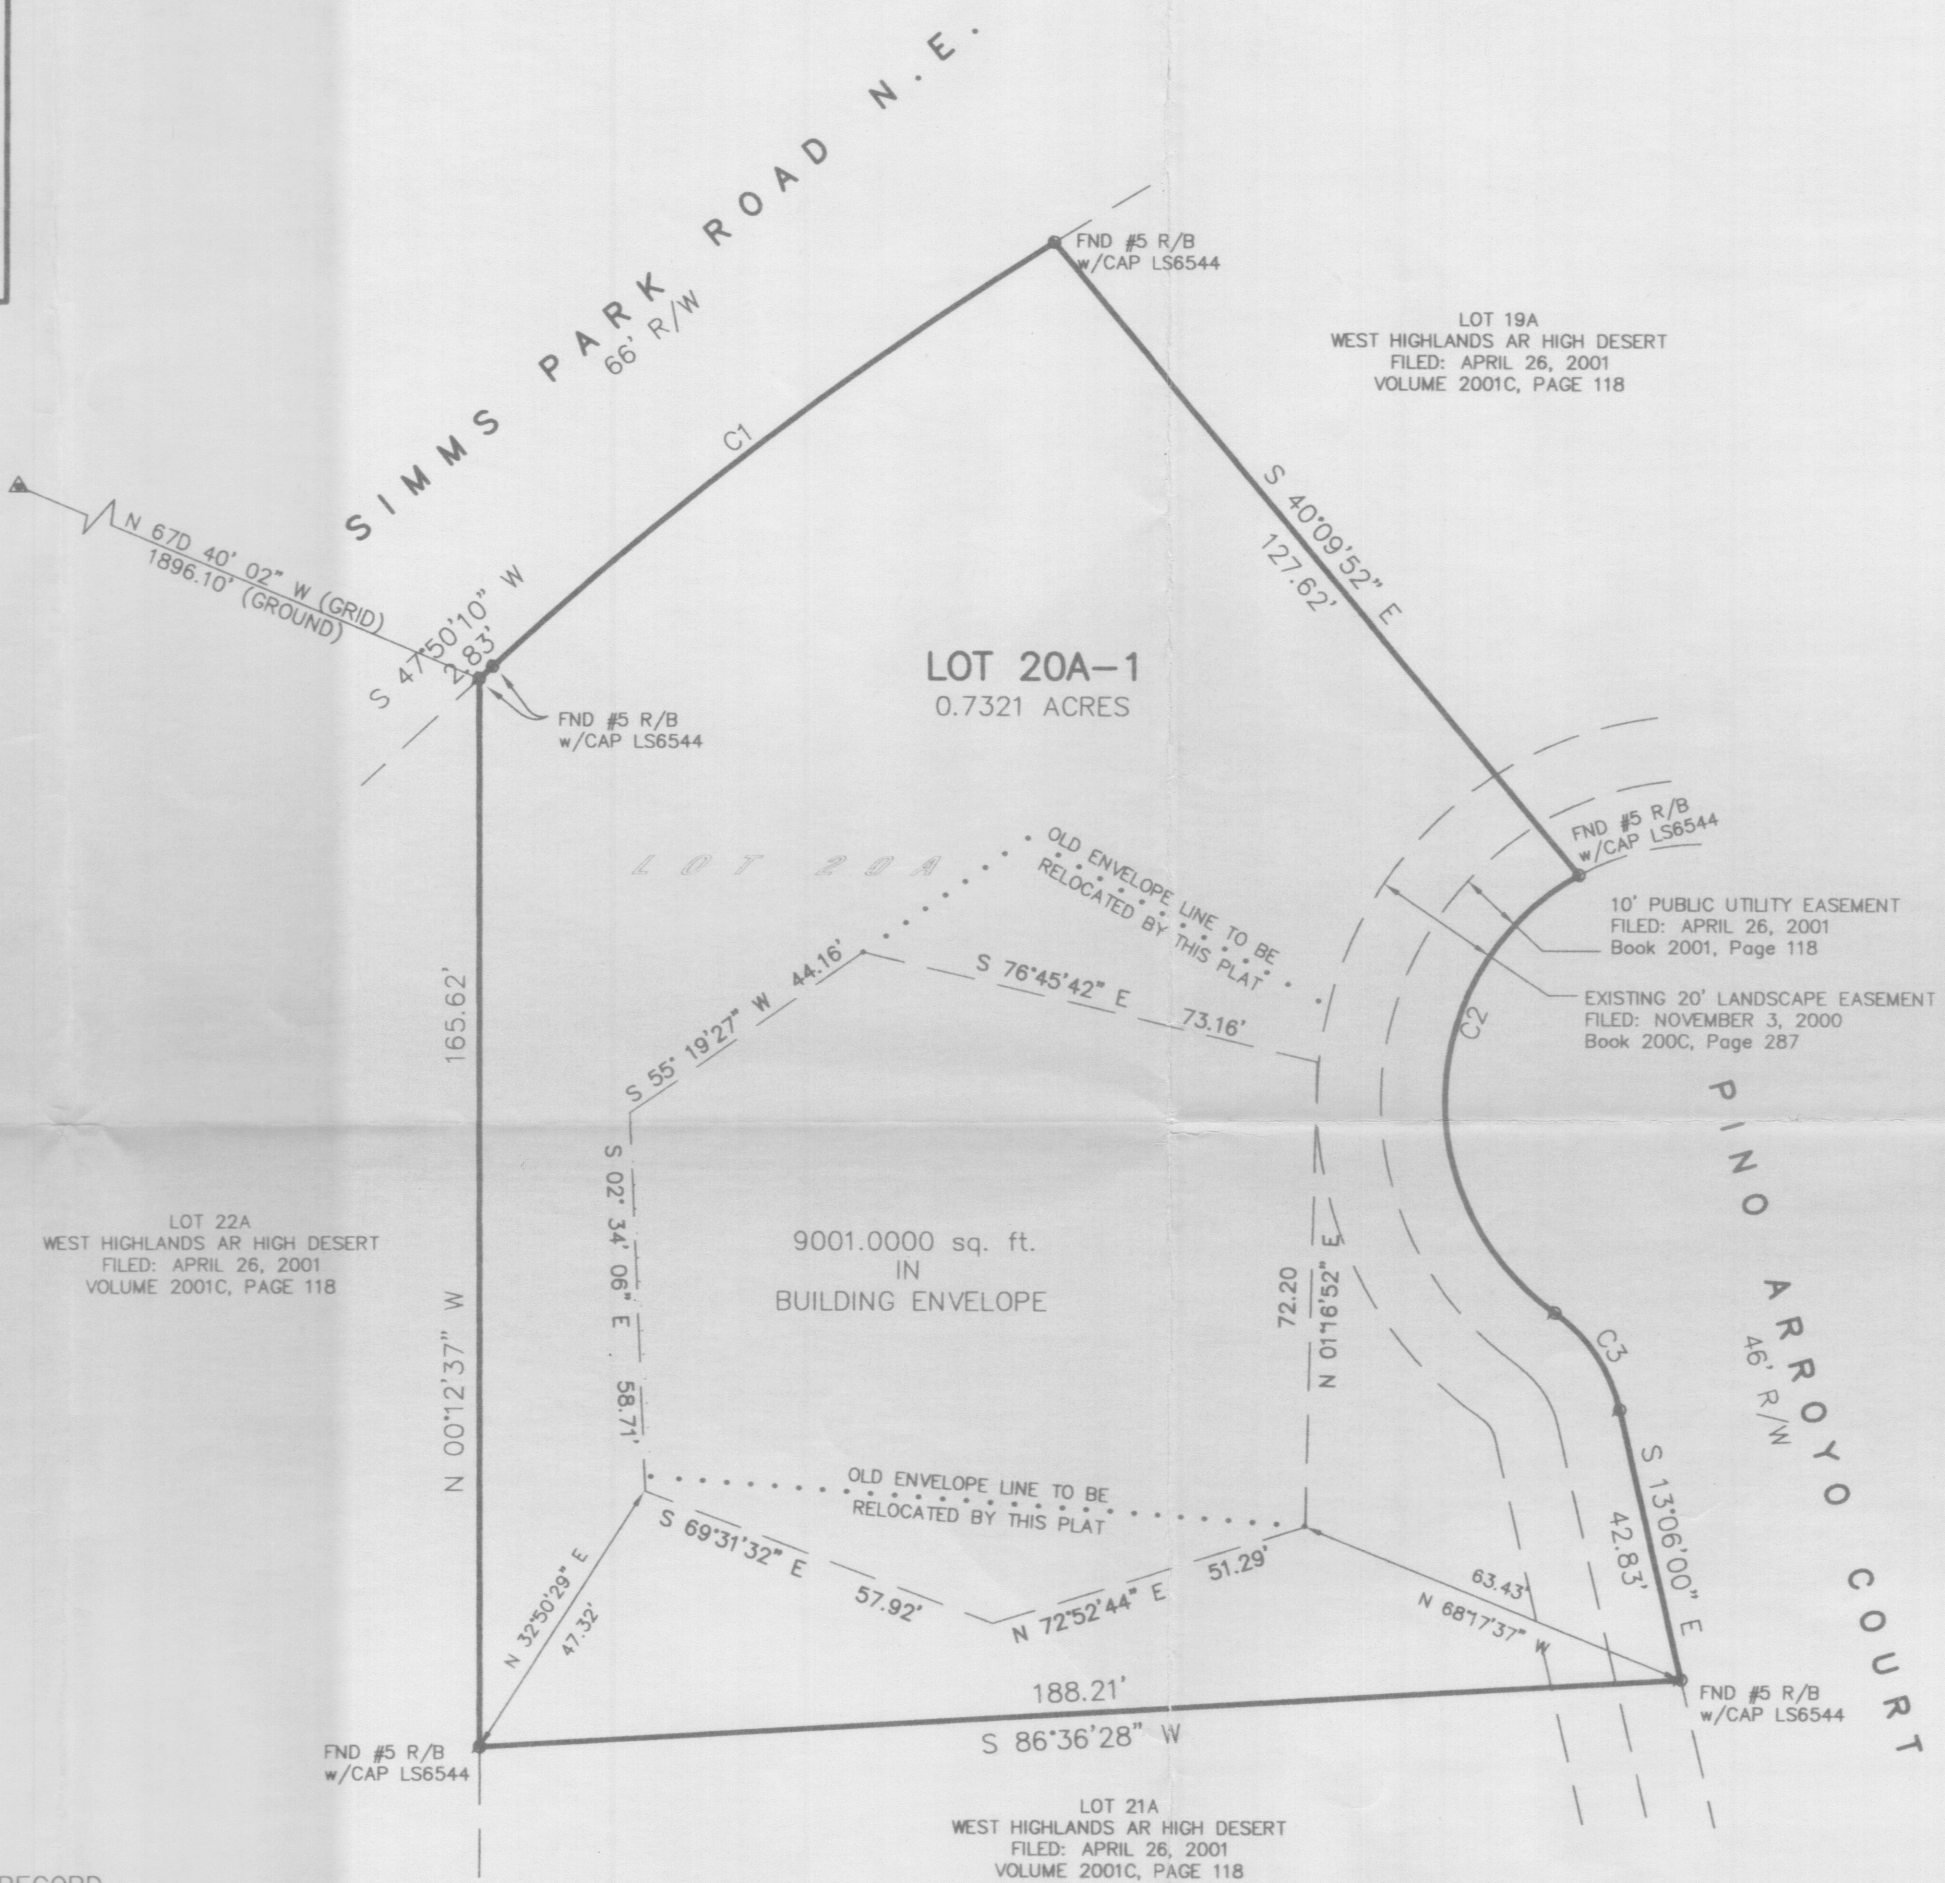 SIMMS PARK ROAD N.E.
66' R/W
C1
FND #5 R/B
w/CAP LS6544
LOT 19A
WEST HIGHLANDS AR HIGH DESERT
FILED: APRIL 26, 2001
VOLUME 2001C, PAGE 118
S 40°09'52" E
127.62'
N 67D 40' 02" W (GRID)
1896.10' (GROUND)
S 47°50'10" W
2.83'
FND #5 R/B
w/CAP LS6544
LOT 20A-1
0.7321 ACRES
LOT 20A
OLD ENVELOPE LINE TO BE
RELOCATED BY THIS PLAT
FND #5 R/B
w/CAP LS6544
10' PUBLIC UTILITY EASEMENT
FILED: APRIL 26, 2001
Book 2001, Page 118
EXISTING 20' LANDSCAPE EASEMENT
FILED: NOVEMBER 3, 2000
Book 200C, Page 287
C2
S 55° 19'27" W 44.16'
S 76°45'42" E 73.16'
165.62'
N 00°12'37" W
S 02° 34' 06" E 58.71'
LOT 22A
WEST HIGHLANDS AR HIGH DESERT
FILED: APRIL 26, 2001
VOLUME 2001C, PAGE 118
9001.0000 sq. ft.
IN
BUILDING ENVELOPE
72.20
N 01°16'52" E
C3
PINO ARROYO COURT
46' R/W
S 13°06'00" E
42.83'
OLD ENVELOPE LINE TO BE
RELOCATED BY THIS PLAT
S 69°31'32" E 57.92'
N 72°52'44" E 51.29'
63.43'
N 68°17'37" W
N 32°50'29" E
47.32'
188.21'
S 86°36'28" W
FND #5 R/B
w/CAP LS6544
FND #5 R/B
w/CAP LS6544
LOT 21A
WEST HIGHLANDS AR HIGH DESERT
FILED: APRIL 26, 2001
VOLUME 2001C, PAGE 118
RECORD